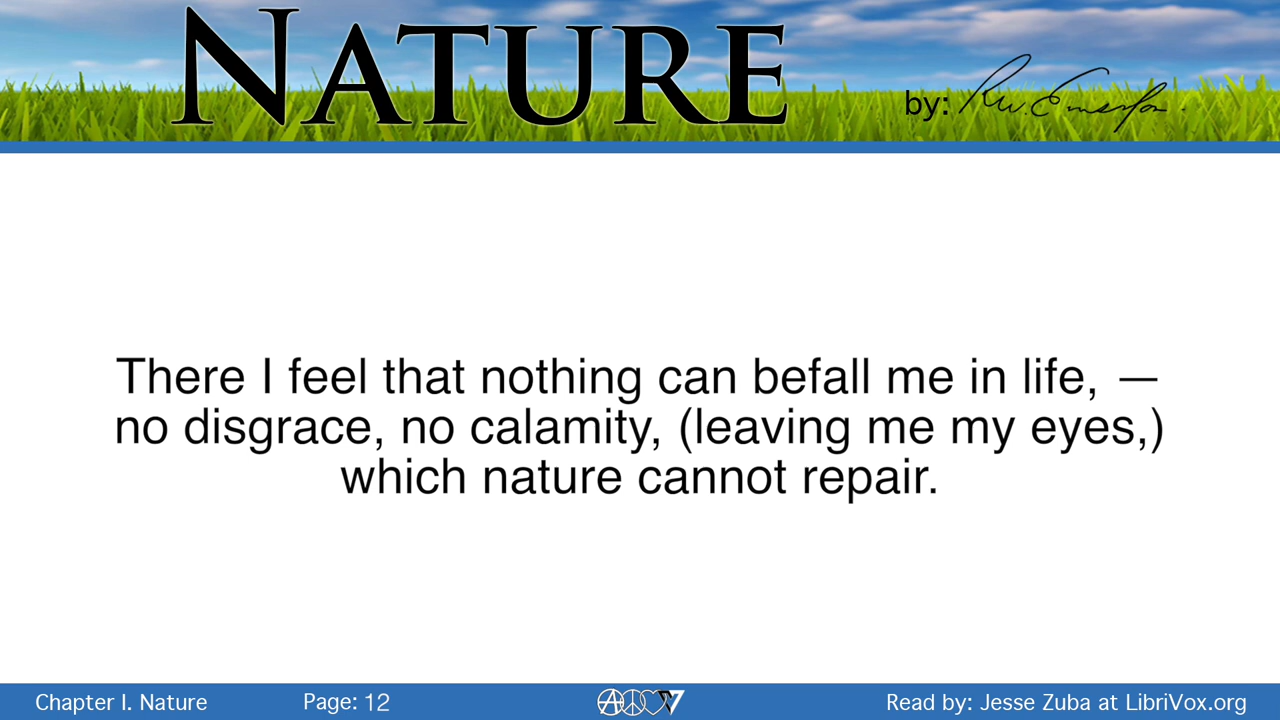 NATURE
by: R.W. Emerson.
There I feel that nothing can befall me in life, —
no disgrace, no calamity, (leaving me my eyes,)
which nature cannot repair.
Chapter I. Nature Page: 12 Read by: Jesse Zuba at LibriVox.org